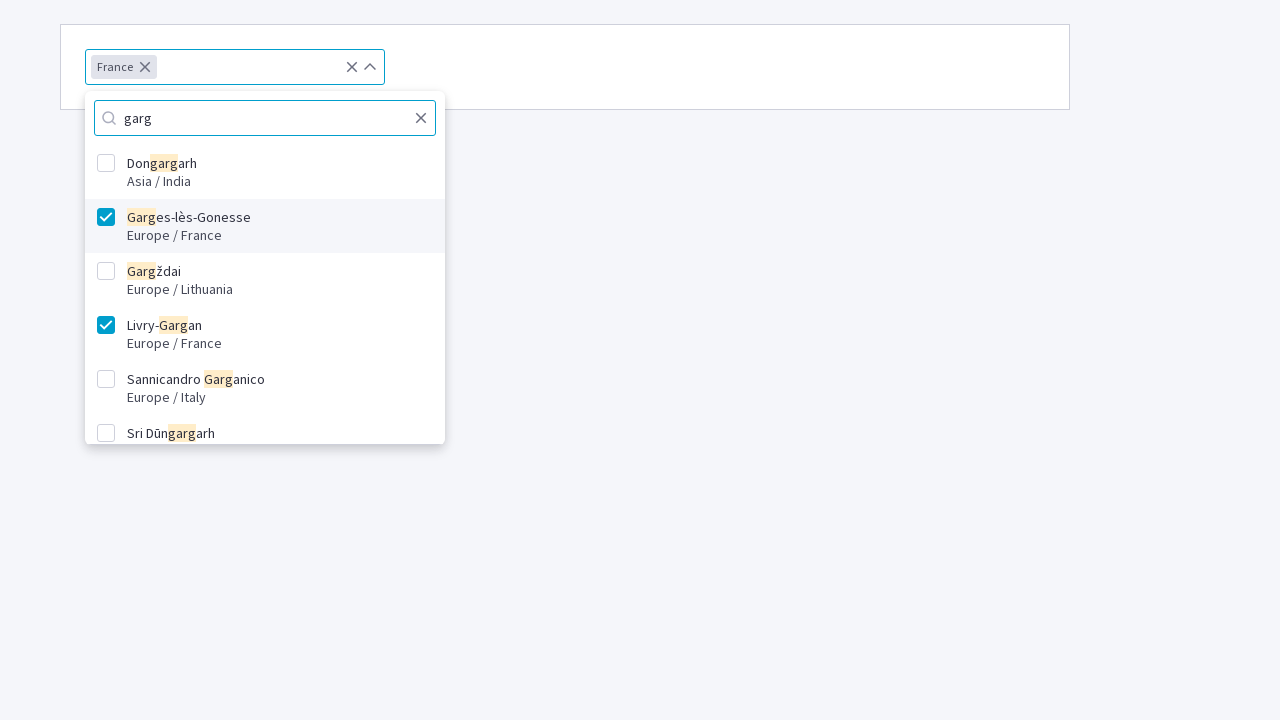 France
garg
Dongargarh
Asia / India
Garges-lès-Gonesse
Europe / France
Gargždai
Europe / Lithuania
Livry-Gargan
Europe / France
Sannicandro Garganico
Europe / Italy
Sri Dūngargarh